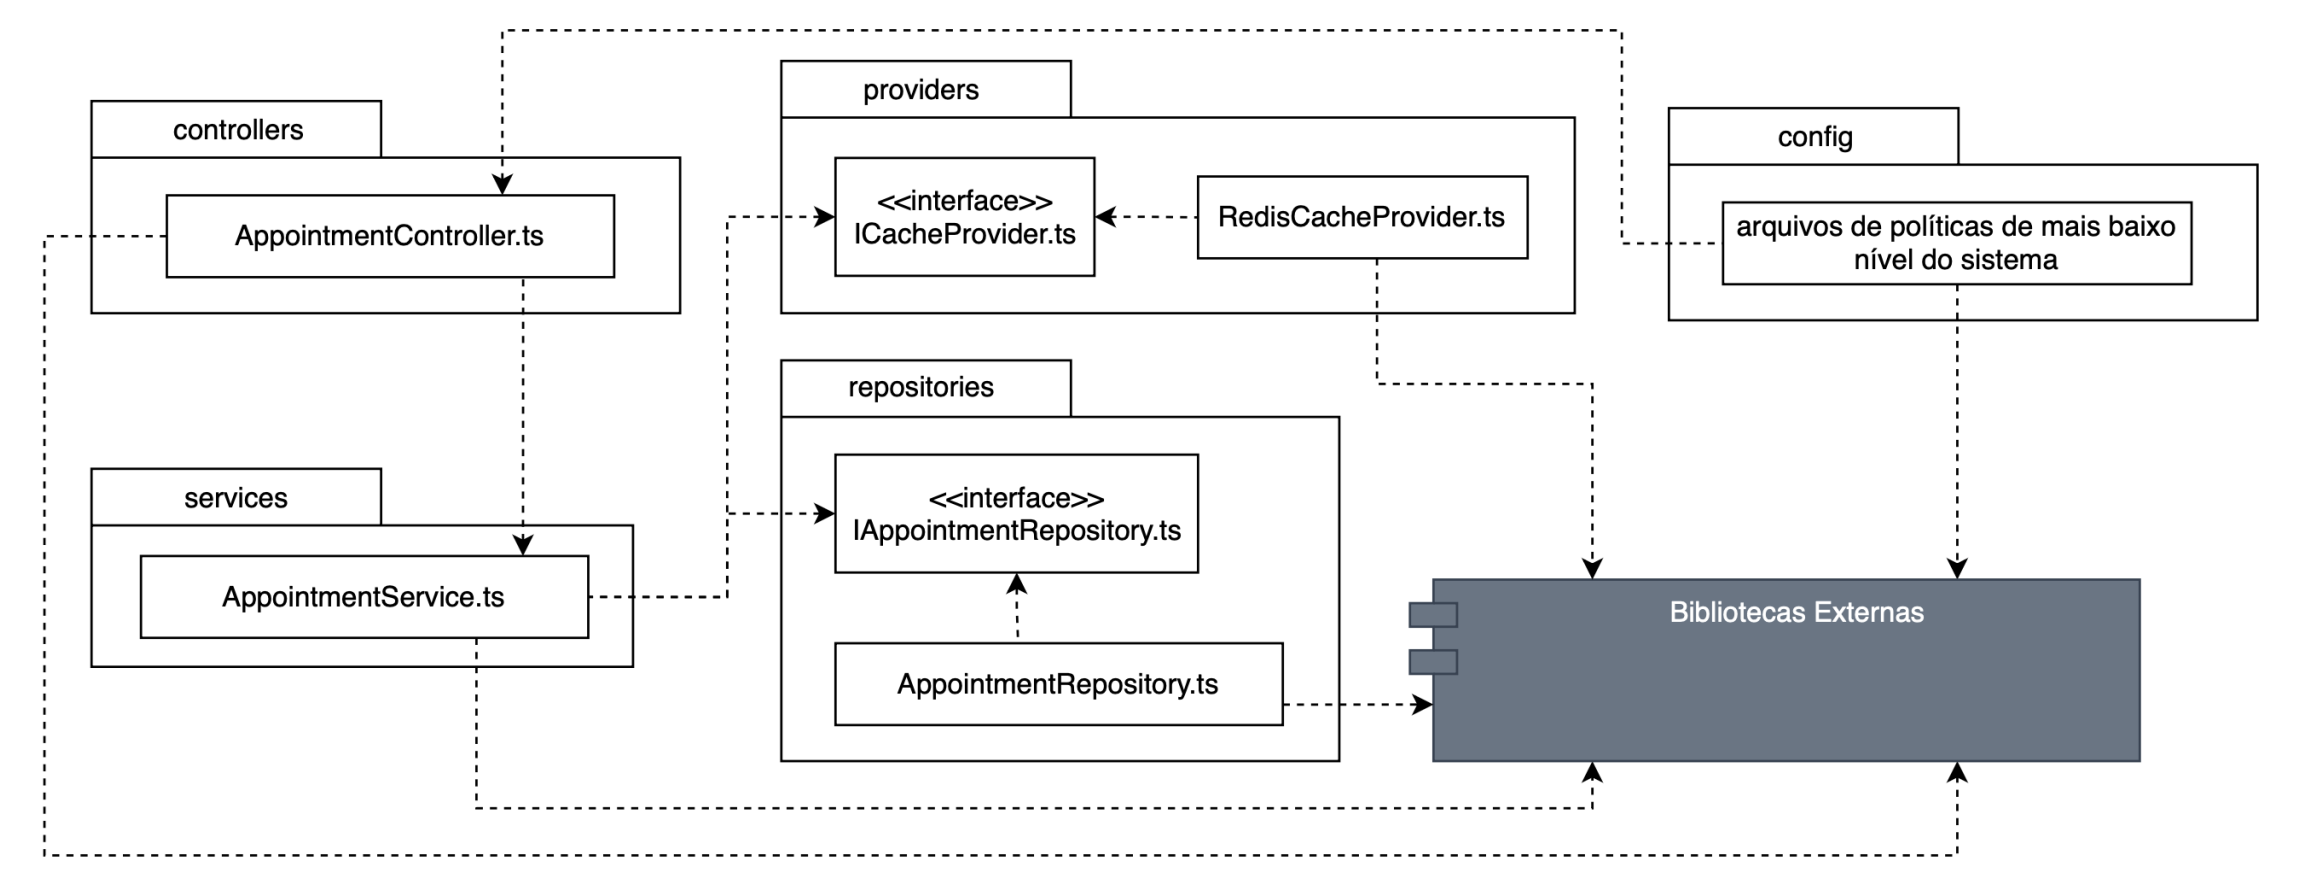 controllers
AppointmentController.ts
providers
<<interface>>
ICacheProvider.ts
RedisCacheProvider.ts
config
arquivos de políticas de mais baixo
nível do sistema
services
AppointmentService.ts
repositories
<<interface>>
IAppointmentRepository.ts
AppointmentRepository.ts
Bibliotecas Externas